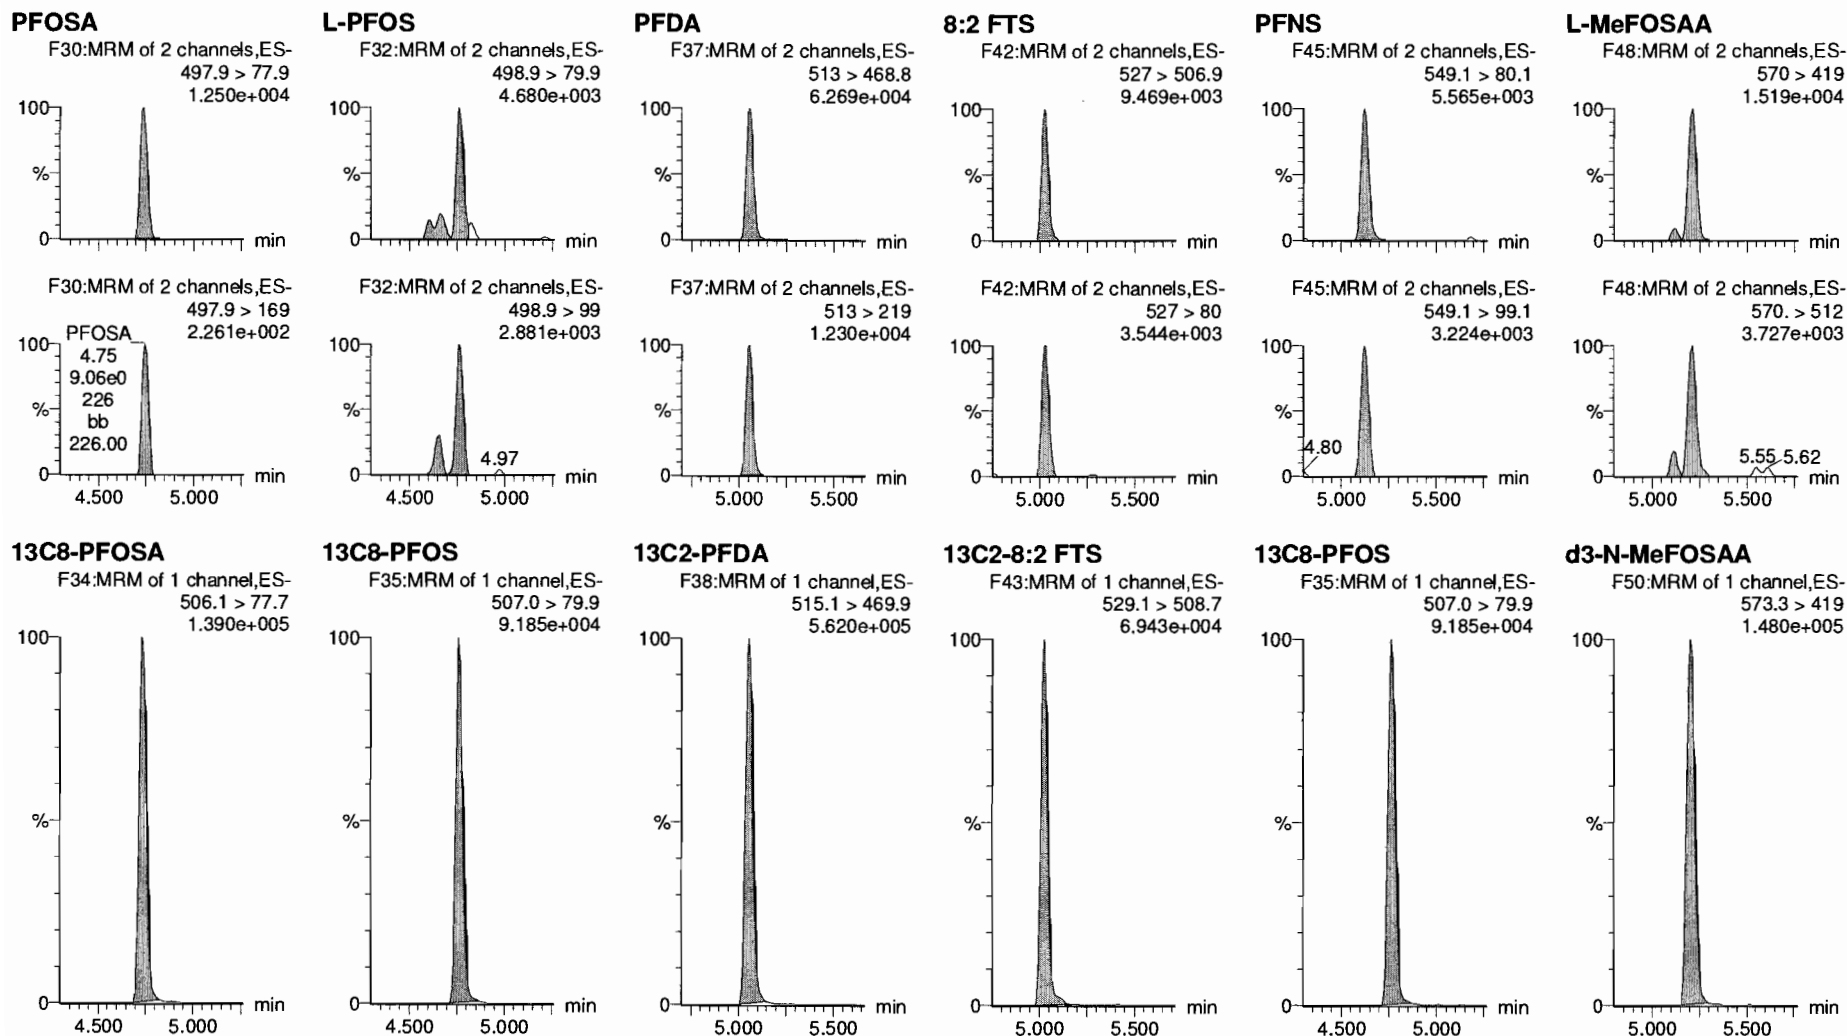 PFOSA
F30:MRM of 2 channels,ES-
497.9 > 77.9
1.250e+004
100
%
0
min
F30:MRM of 2 channels,ES-
497.9 > 169
2.261e+002
PFOSA
4.75
9.06e0
226
bb
226.00
100
%
0
min
4.500 5.000
L-PFOS
F32:MRM of 2 channels,ES-
498.9 > 79.9
4.680e+003
100
%
0
min
F32:MRM of 2 channels,ES-
498.9 > 99
2.881e+003
100
%
4.97
0
min
4.500 5.000
PFDA
F37:MRM of 2 channels,ES-
513 > 468.8
6.269e+004
100
%
0
min
F37:MRM of 2 channels,ES-
513 > 219
1.230e+004
100
%
0
min
5.000 5.500
8:2 FTS
F42:MRM of 2 channels,ES-
527 > 506.9
9.469e+003
100
%
0
min
F42:MRM of 2 channels,ES-
527 > 80
3.544e+003
100
%
0
min
5.000 5.500
PFNS
F45:MRM of 2 channels,ES-
549.1 > 80.1
5.565e+003
100
%
0
min
F45:MRM of 2 channels,ES-
549.1 > 99.1
3.224e+003
100
%
4.80
0
min
5.000 5.500
L-MeFOSAA
F48:MRM of 2 channels,ES-
570 > 419
1.519e+004
100
%
0
min
F48:MRM of 2 channels,ES-
570. > 512
3.727e+003
100
%
5.55 5.62
0
min
5.000 5.500
13C8-PFOSA
F34:MRM of 1 channel,ES-
506.1 > 77.7
1.390e+005
100
%
0
min
4.500 5.000
13C8-PFOS
F35:MRM of 1 channel,ES-
507.0 > 79.9
9.185e+004
100
%
0
min
4.500 5.000
13C2-PFDA
F38:MRM of 1 channel,ES-
515.1 > 469.9
5.620e+005
100
%
0
min
5.000 5.500
13C2-8:2 FTS
F43:MRM of 1 channel,ES-
529.1 > 508.7
6.943e+004
100
%
0
min
5.000 5.500
13C8-PFOS
F35:MRM of 1 channel,ES-
507.0 > 79.9
9.185e+004
100
%
0
min
4.500 5.000
d3-N-MeFOSAA
F50:MRM of 1 channel,ES-
573.3 > 419
1.480e+005
100
%
0
min
5.000 5.500